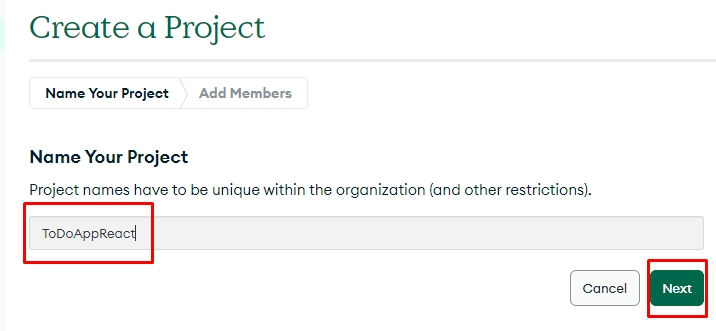 Create a Project
Name Your Project
Add Members
Name Your Project
Project names have to be unique within the organization (and other restrictions).
ToDoAppReact
Cancel
Next